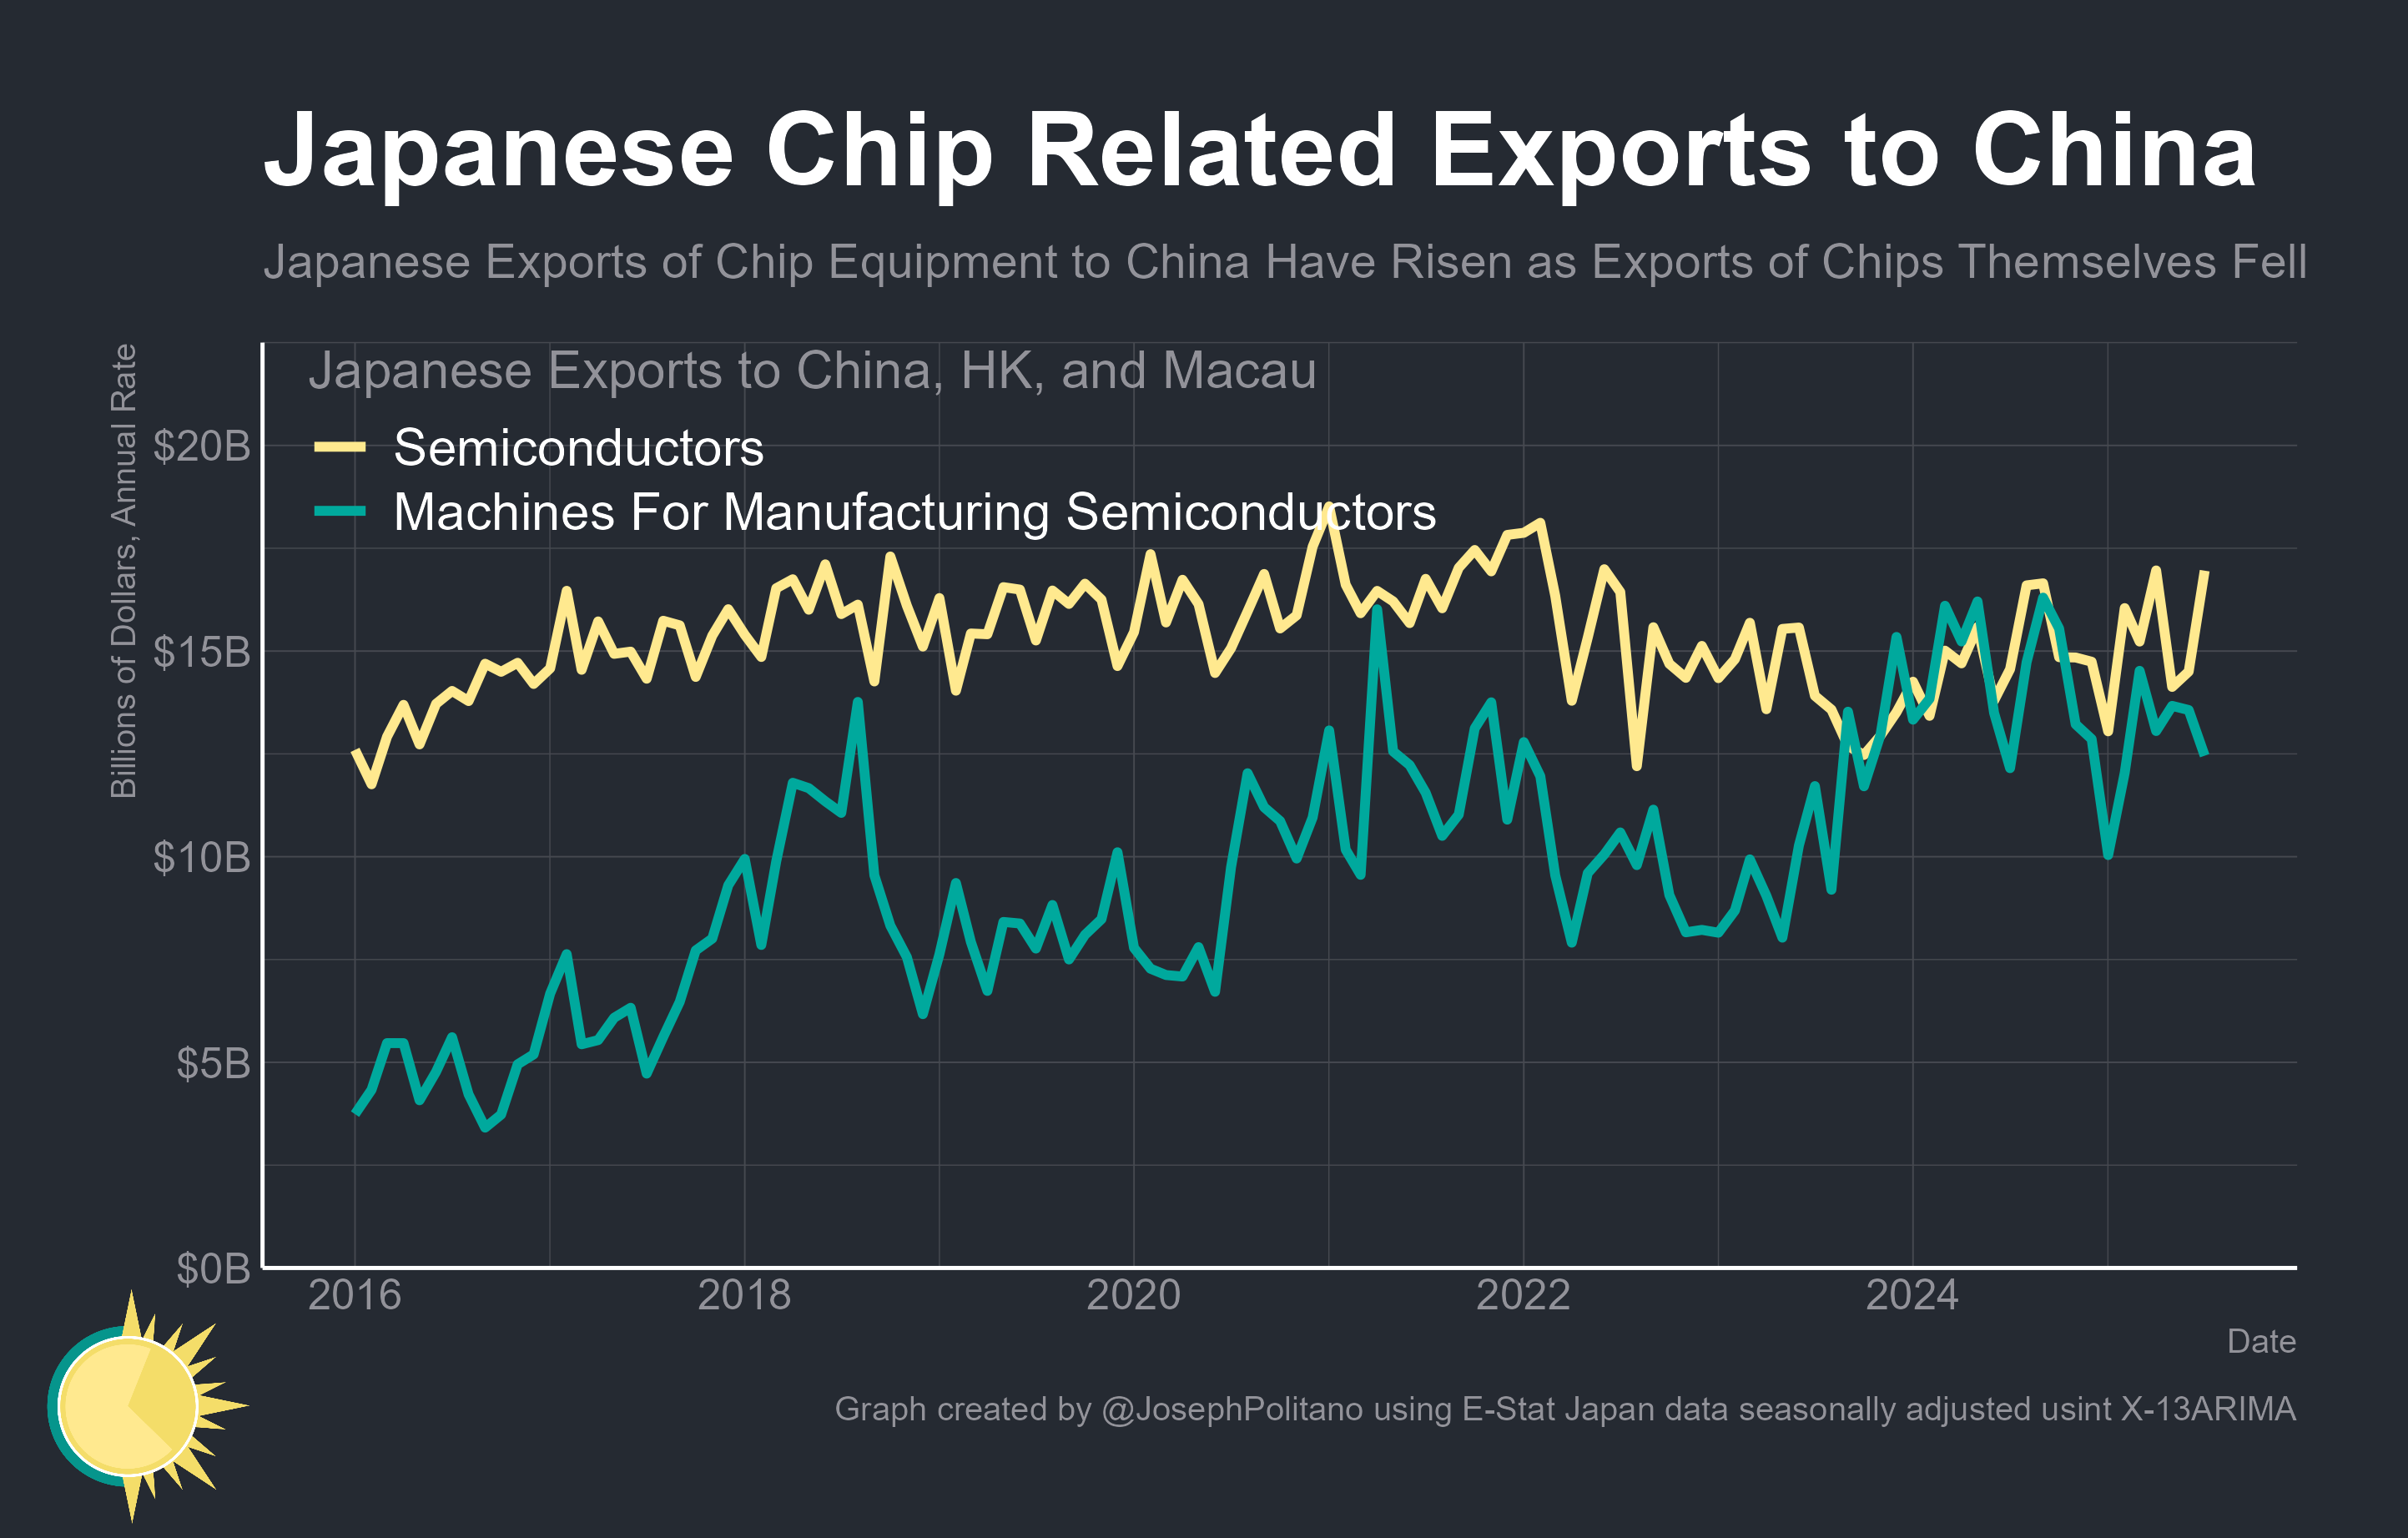 Japanese Chip Related Exports to China
Japanese Exports of Chip Equipment to China Have Risen as Exports of Chips Themselves Fell
Billions of Dollars, Annual Rate
Japanese Exports to China, HK, and Macau
Semiconductors
Machines For Manufacturing Semiconductors
$20B
$15B
$10B
$5B
$0B
2016 2018 2020 2022 2024
Date
Graph created by @JosephPolitano using E-Stat Japan data seasonally adjusted usint X-13ARIMA